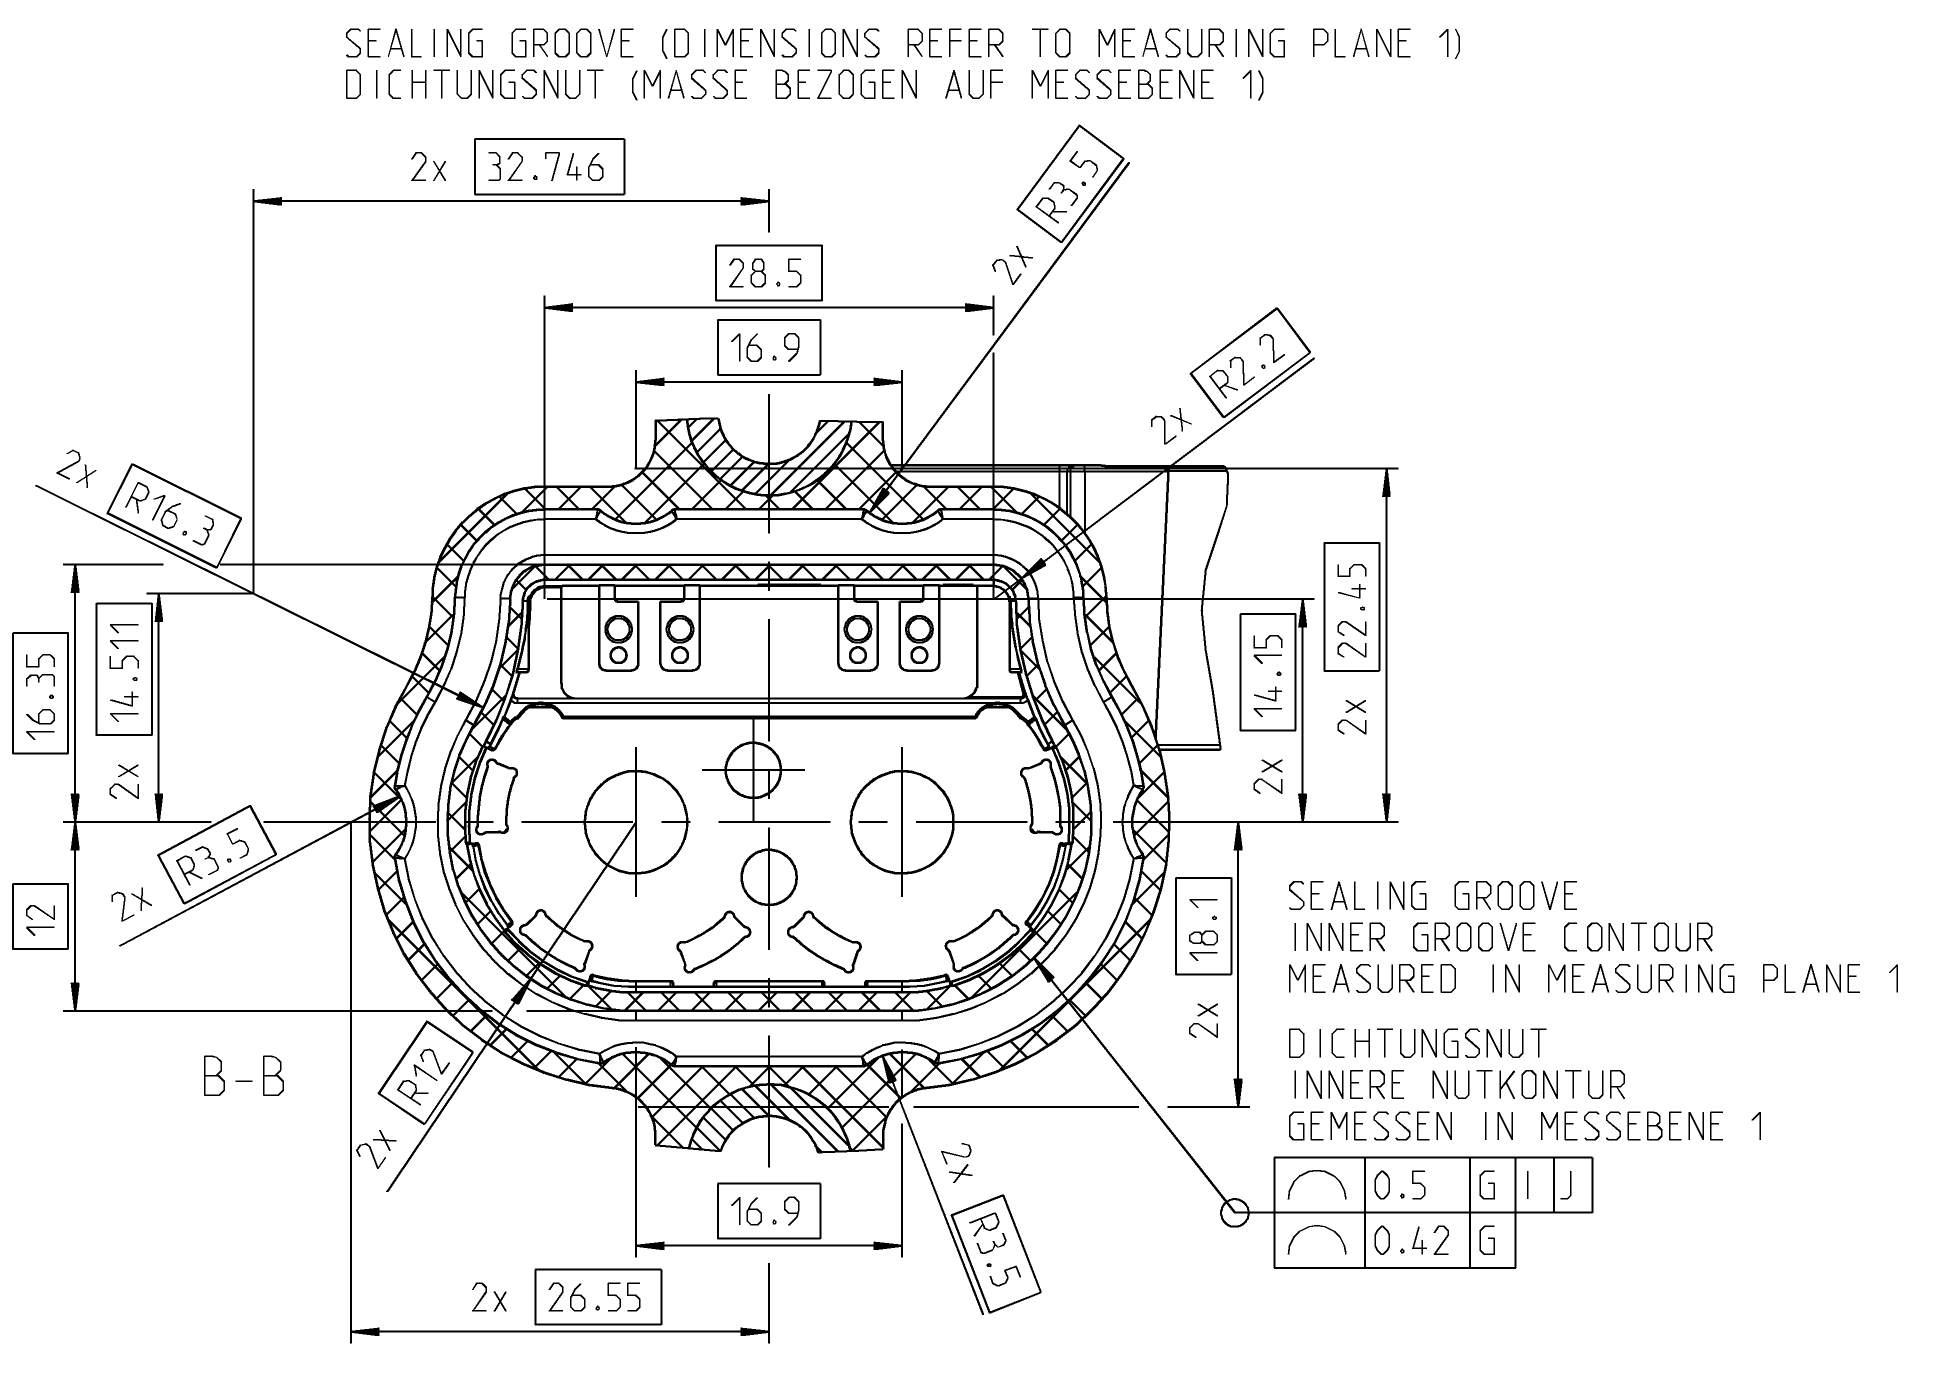 SEALING GROOVE (DIMENSIONS REFER TO MEASURING PLANE 1)
DICHTUNGSNUT (MASSE BEZOGEN AUF MESSEBENE 1)
2x 32.746
28.5
16.9
2x R3.5
2x R2.2
2x R16.3
16.35
2x 14.511
2x 14.15
2x 22.45
2x R3.5
12
2x 18.1
B-B
2x R12
SEALING GROOVE
INNER GROOVE CONTOUR
MEASURED IN MEASURING PLANE 1
DICHTUNGSNUT
INNERE NUTKONTUR
GEMESSEN IN MESSEBENE 1
0.5 G I J
0.42 G
16.9
2x R3.5
2x 26.55